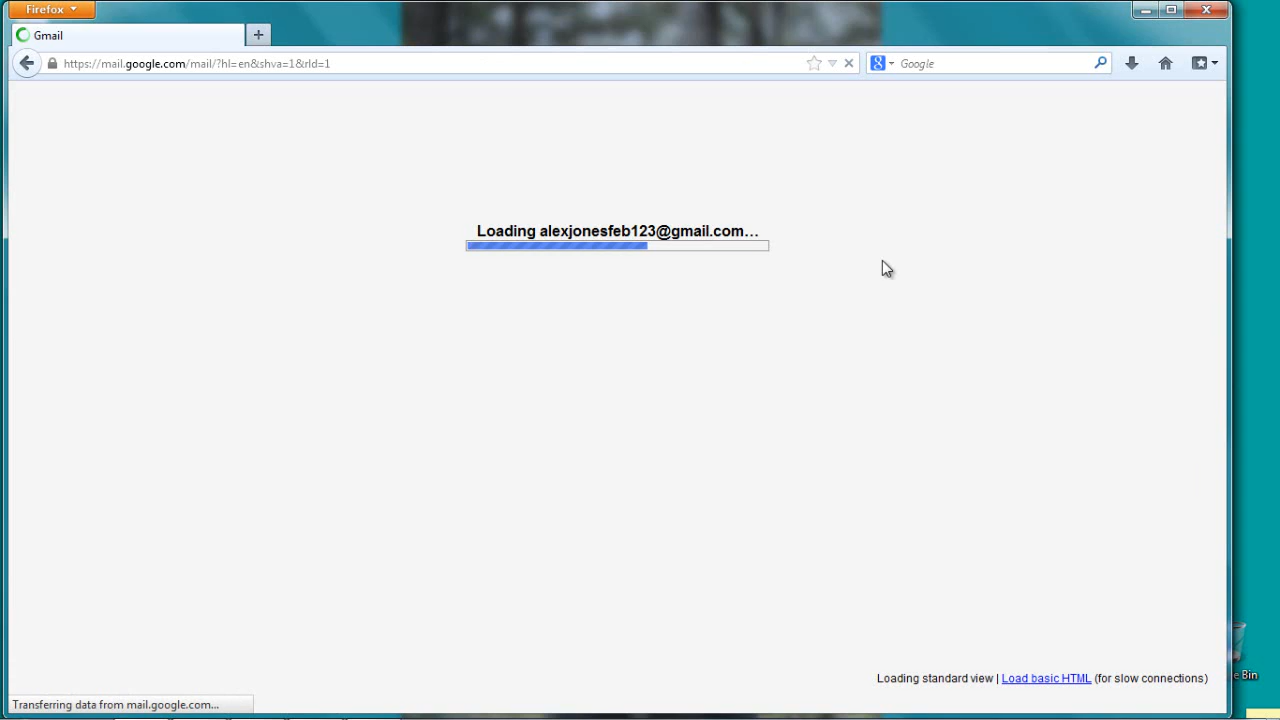 Firefox
Gmail
https://mail.google.com/mail/?hl=en&shva=1&rld=1
Google
Loading alexjonesfeb123@gmail.com...
Loading standard view | Load basic HTML (for slow connections)
e Bin
Transferring data from mail.google.com...